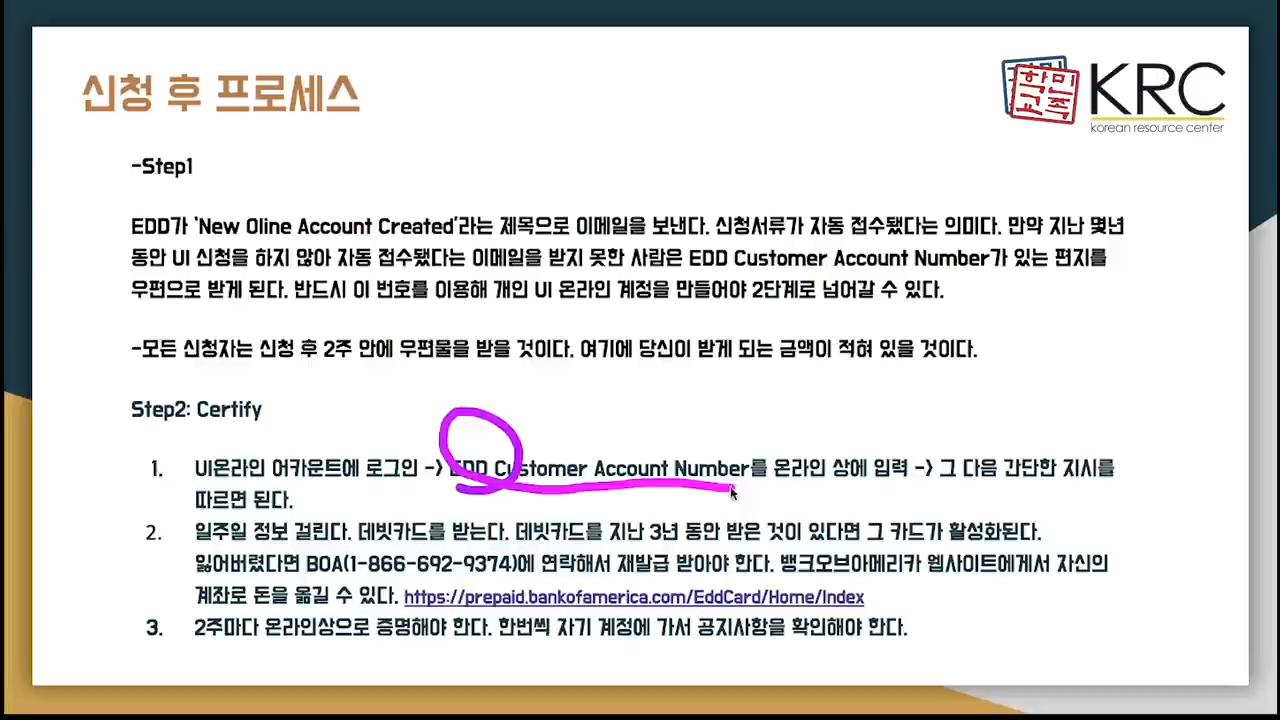 신청 후 프로세스
민
학
교
족
KRC
korean resource center
-Step1
EDD가 'New Oline Account Created'라는 제목으로 이메일을 보낸다. 신청서류가 자동 접수됐다는 의미다. 만약 지난 몇년
동안 UI 신청을 하지 않아 자동 접수됐다는 이메일을 받지 못한 사람은 EDD Customer Account Number가 있는 편지를
우편으로 받게 된다. 반드시 이 번호를 이용해 개인 UI 온라인 계정을 만들어야 2단계로 넘어갈 수 있다.
-모든 신청자는 신청 후 2주 안에 우편물을 받을 것이다. 여기에 당신이 받게 되는 금액이 적혀 있을 것이다.
Step2: Certify
1. UI온라인 어카운트에 로그인 -> EDD Customer Account Number를 온라인 상에 입력 -> 그 다음 간단한 지시를
따르면 된다.
2. 일주일 정보 걸린다. 데빗카드를 받는다. 데빗카드를 지난 3년 동안 받은 것이 있다면 그 카드가 활성화된다.
잃어버렸다면 BOA(1-866-692-9374)에 연락해서 재발급 받아야 한다. 뱅크오브아메리카 웹사이트에게서 자신의
계좌로 돈을 옮길 수 있다. https://prepaid.bankofamerica.com/EddCard/Home/Index
3. 2주마다 온라인상으로 증명해야 한다. 한번씩 자기 계정에 가서 공지사항을 확인해야 한다.